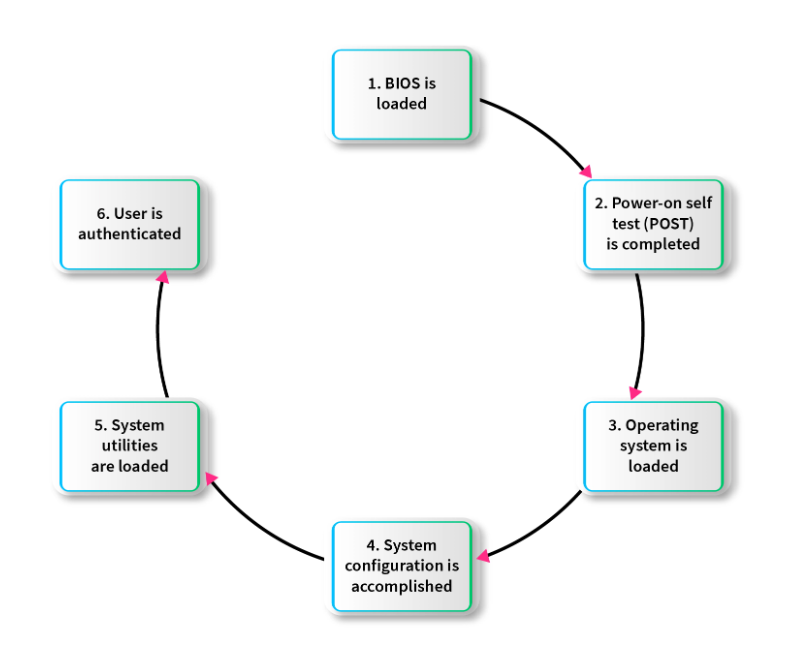 1. BIOS is
loaded
2. Power-on self
test (POST)
is completed
3. Operating
system is
loaded
4. System
configuration is
accomplished
5. System
utilities
are loaded
6. User is
authenticated